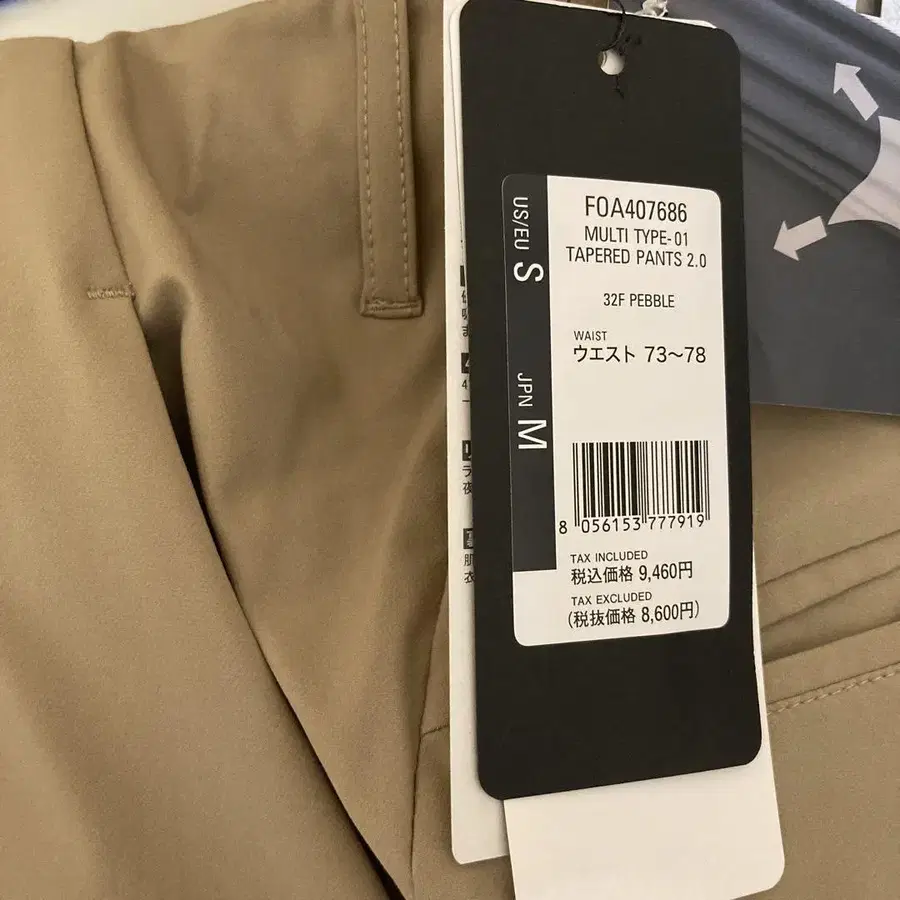 US/EU S
JPN M
FOA407686
MULTI TYPE-01
TAPERED PANTS 2.0
32F PEBBLE
WAIST
ウエスト 73〜78
8 056153 777919
TAX INCLUDED
税込価格 9,460円
TAX EXCLUDED
(税抜価格 8,600円)